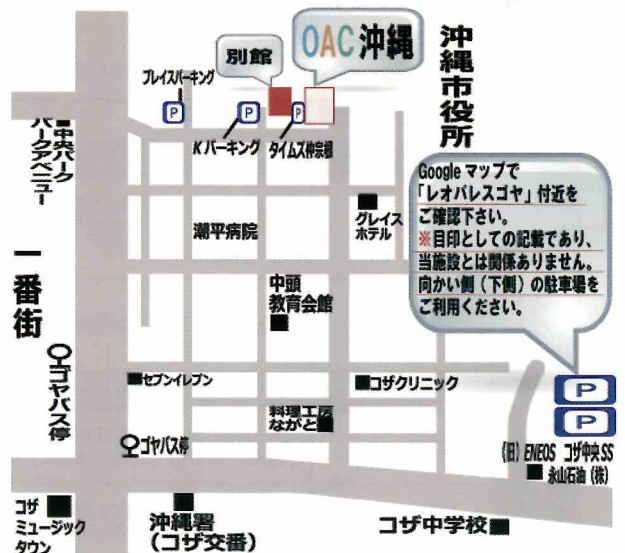 OAC 沖縄
別館
沖縄市役所
プレイスパーキング
P
P
P
Kパーキング
タイムズ仲宗根
中央パーク
パークアベニュー
Google マップで
「レオパレスゴヤ」付近を
ご確認下さい。
※目印としての記載であり、
当施設とは関係ありません。
向かい側（下側）の駐車場を
ご利用ください。
グレイス
ホテル
潮平病院
一番街
中頭
教育会館
ゴヤバス停
セブンイレブン
コザクリニック
P
P
料理工房
ながと
ゴヤバス停
(旧) ENEOS コザ中央SS
永山石油（株）
コザ
ミュージック
タウン
沖縄署
（コザ交番）
コザ中学校